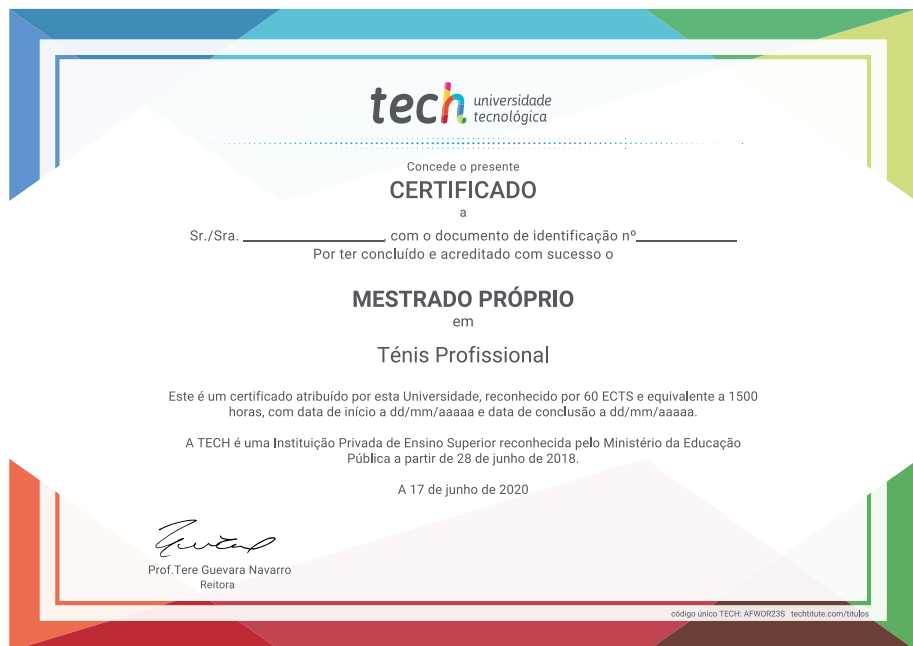 tech universidade
tecnológica
Concede o presente
CERTIFICADO
a
Sr./Sra. ____________________, com o documento de identificação nº______________
Por ter concluído e acreditado com sucesso o
MESTRADO PRÓPRIO
em
Ténis Profissional
Este é um certificado atribuído por esta Universidade, reconhecido por 60 ECTS e equivalente a 1500
horas, com data de início a dd/mm/aaaaa e data de conclusão a dd/mm/aaaaa.
A TECH é uma Instituição Privada de Ensino Superior reconhecida pelo Ministério da Educação
Pública a partir de 28 de junho de 2018.
A 17 de junho de 2020
Prof.Tere Guevara Navarro
Reitora
código único TECH: AFWOR23S techtitute.com/titulos